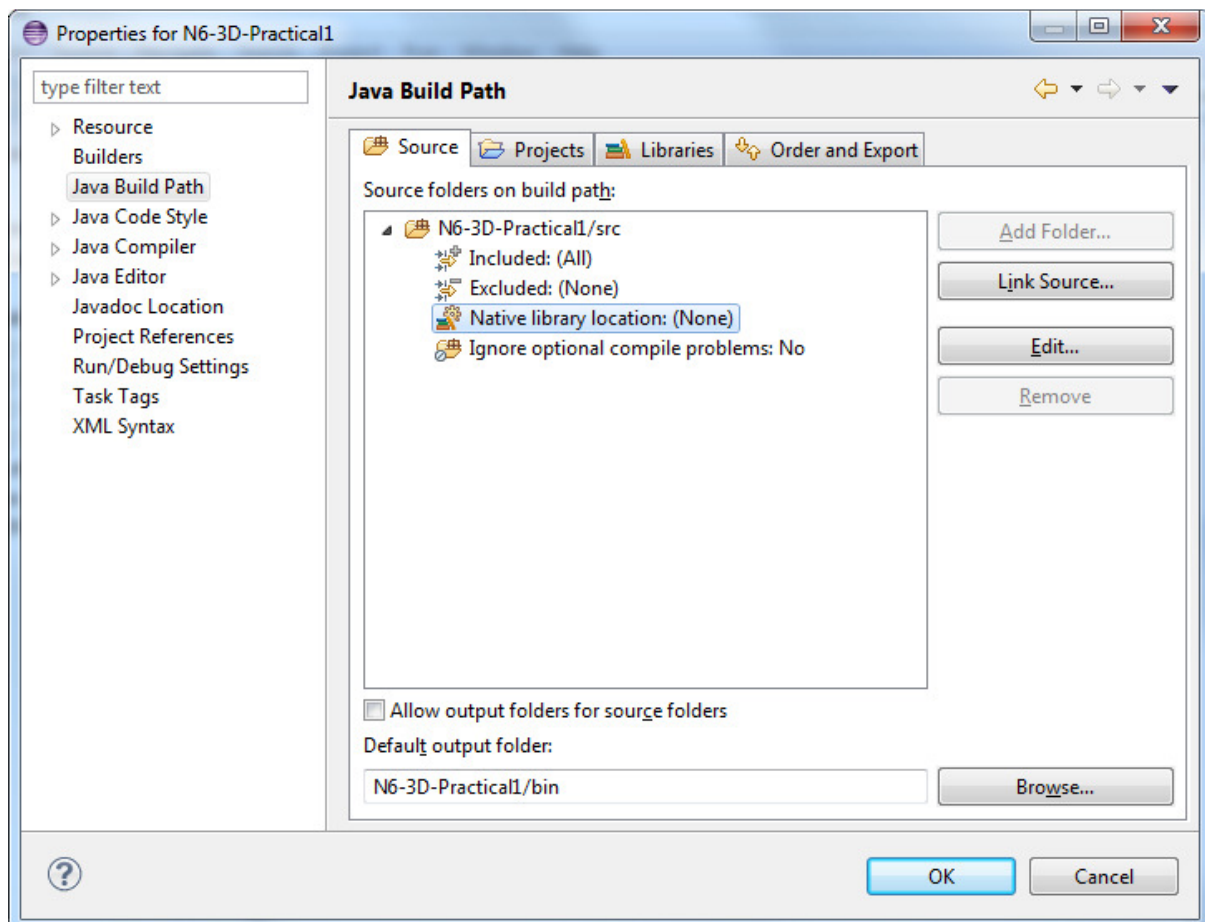 Properties for N6-3D-Practical1
type filter text
Resource
Builders
Java Build Path
Java Code Style
Java Compiler
Java Editor
Javadoc Location
Project References
Run/Debug Settings
Task Tags
XML Syntax
Java Build Path
Source Projects Libraries Order and Export
Source folders on build path:
N6-3D-Practical1/src
Included: (All)
Excluded: (None)
Native library location: (None)
Ignore optional compile problems: No
Add Folder...
Link Source...
Edit...
Remove
Allow output folders for source folders
Default output folder:
N6-3D-Practical1/bin
Browse...
OK
Cancel